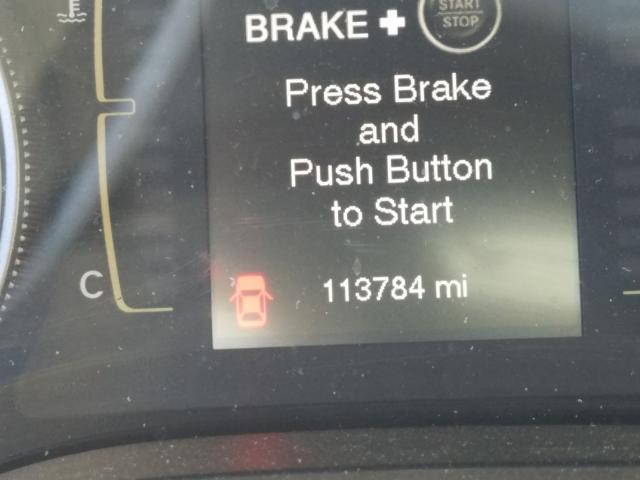 START
STOP
BRAKE +
Press Brake
and
Push Button
to Start
C
113784 mi